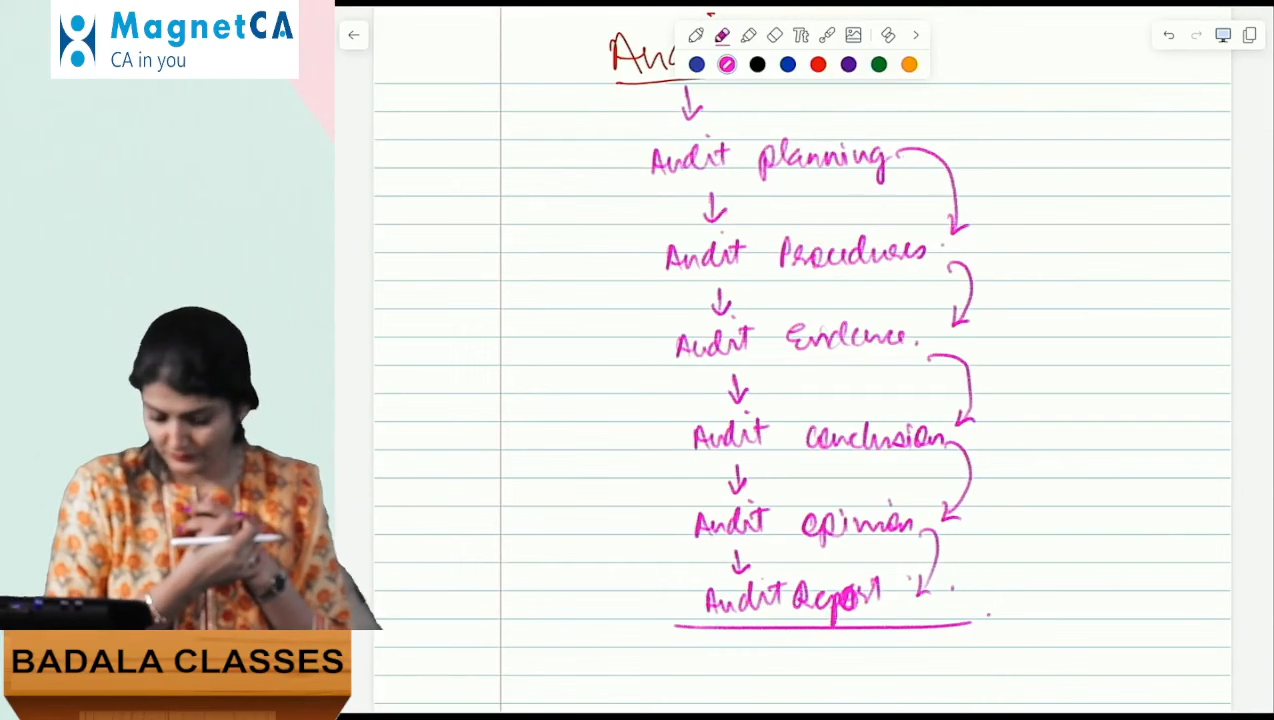 MagnetCA
CA in you
Audit planning
Audit Procedures
Audit Evidence.
Audit conclusion
Audit opinion
Audit Report
BADALA CLASSES